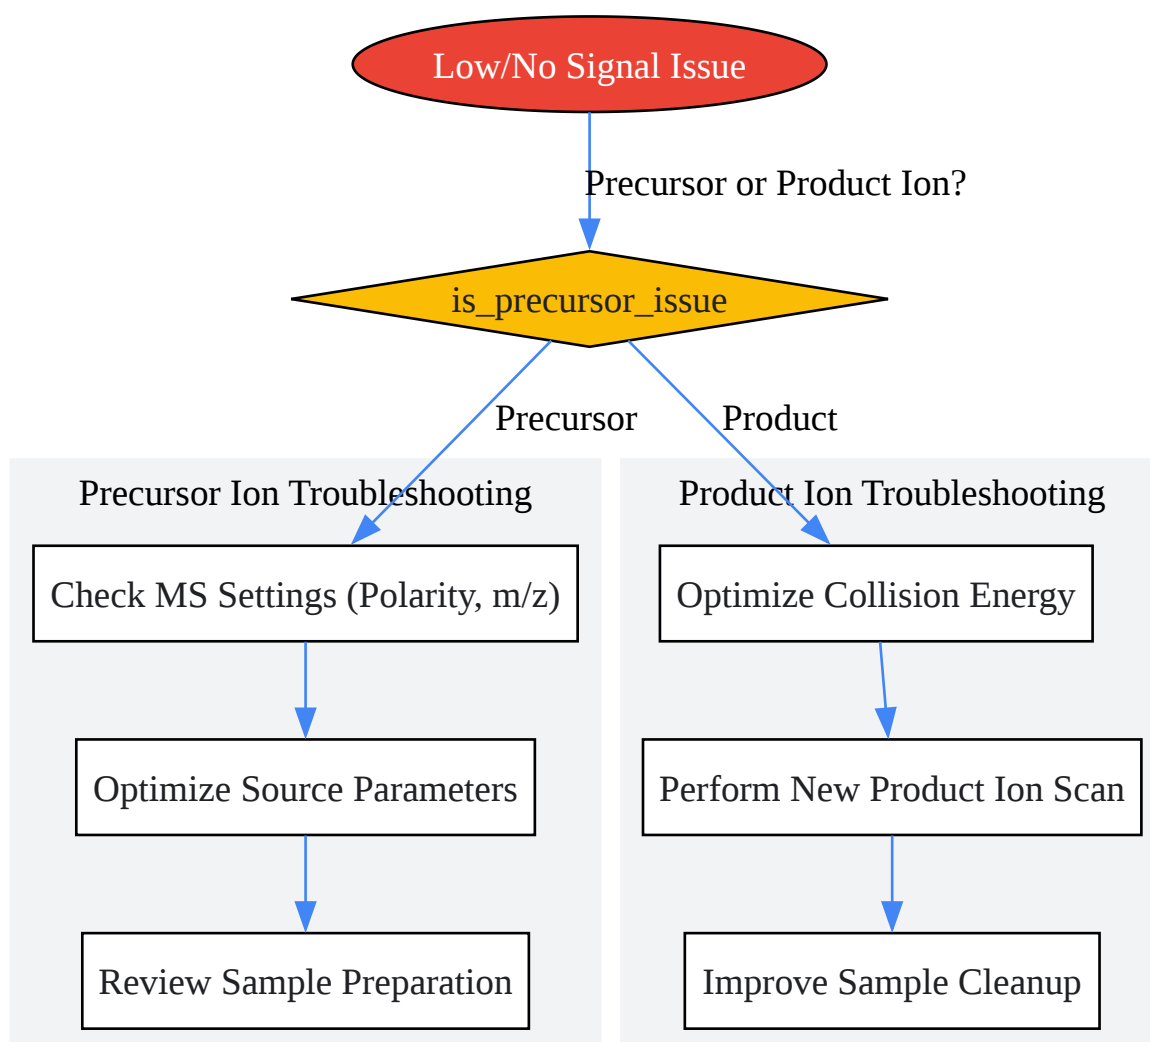 Low/No Signal Issue
Precursor or Product Ion?
is_precursor_issue
Precursor
Product
Precursor Ion Troubleshooting
Product Ion Troubleshooting
Check MS Settings (Polarity, m/z)
Optimize Collision Energy
Optimize Source Parameters
Perform New Product Ion Scan
Review Sample Preparation
Improve Sample Cleanup